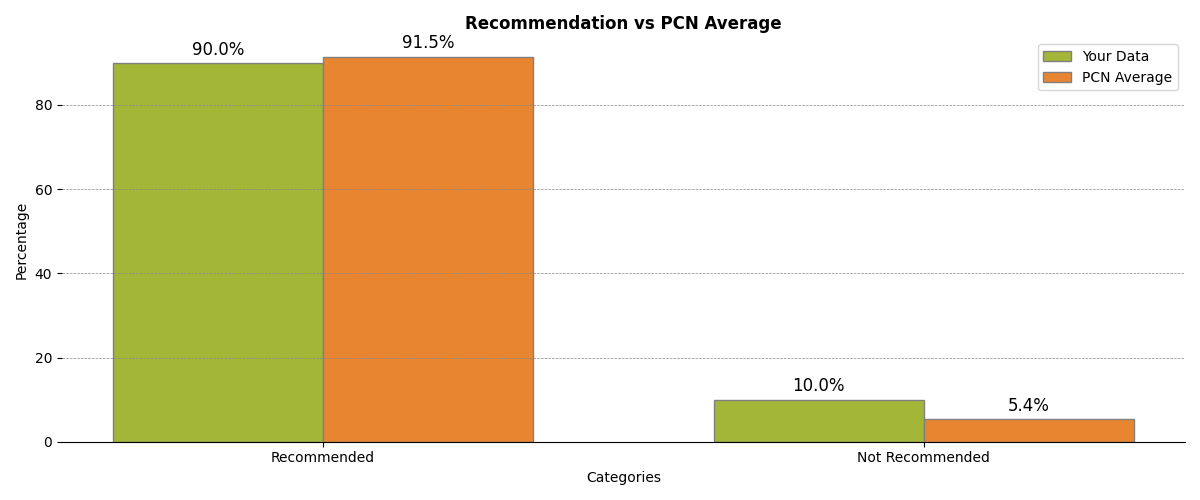 Recommendation vs PCN Average
90.0%
91.5%
Your Data
PCN Average
80
60
40
20
0
Percentage
10.0%
5.4%
Recommended
Not Recommended
Categories